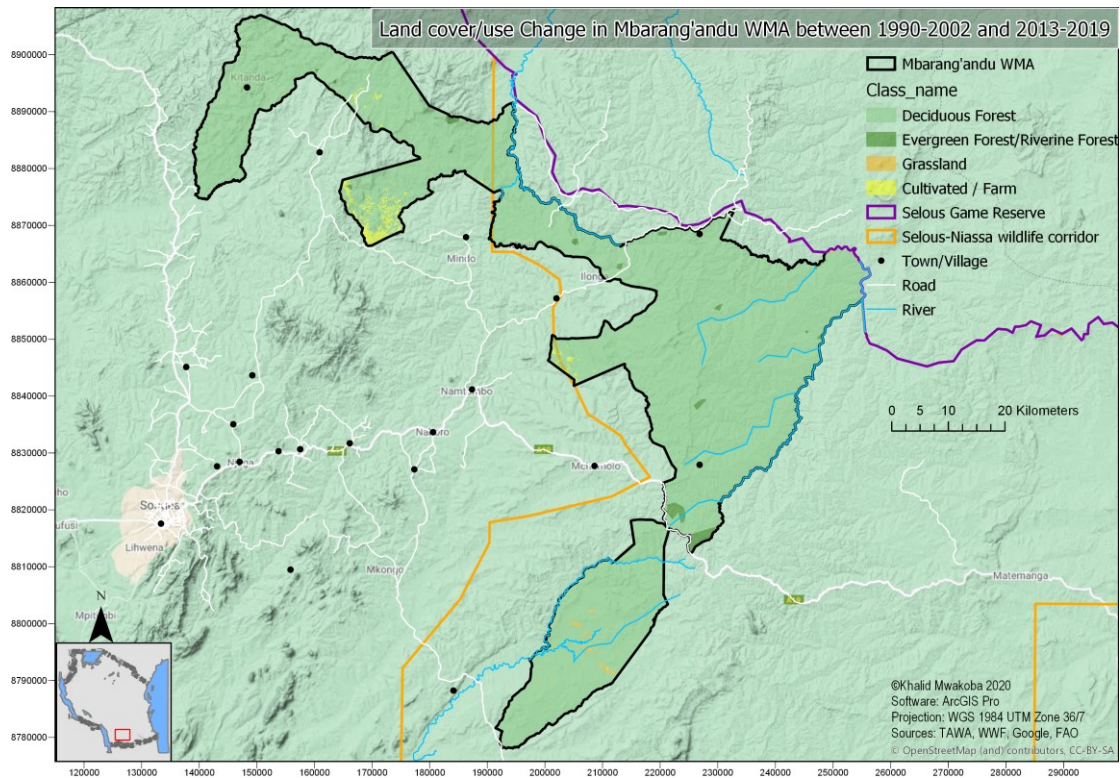 Land cover/use Change in Mbarang'andu WMA between 1990-2002 and 2013-2019
Mbarang'andu WMA
Class_name
Deciduous Forest
Evergreen Forest/Riverine Forest
Grassland
Cultivated / Farm
Selous Game Reserve
Selous-Niassa wildlife corridor
Town/Village
Road
River
0 5 10 20 Kilometers
8900000
8890000
8880000
8870000
8860000
8850000
8840000
8830000
8820000
8810000
8800000
8790000
8780000
Kitanda
Namtumbo
Lihwena
Mkongo
Matemanga
N
©Khalid Mwakoba 2020
Software: ArcGIS Pro
Projection: WGS 1984 UTM Zone 36/7
Sources: TAWA, WWF, Google, FAO
© OpenStreetMap (and) contributors, CC-BY-SA
120000 130000 140000 150000 160000 170000 180000 190000 200000 210000 220000 230000 240000 250000 260000 270000 280000 290000